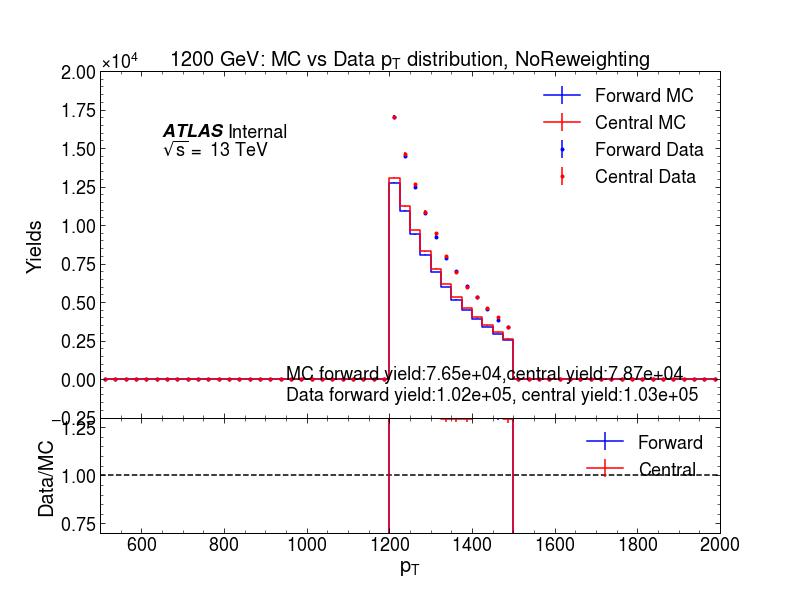 1200 GeV: MC vs Data pT distribution, NoReweighting
×10⁴
2.00
1.75
1.50
1.25
1.00
0.75
0.50
0.25
0.00
−0.25
Yields
ATLAS Internal
√s = 13 TeV
Forward MC
Central MC
Forward Data
Central Data
MC forward yield:7.65e+04,central yield:7.87e+04
Data forward yield:1.02e+05, central yield:1.03e+05
1.25
1.00
0.75
Data/MC
Forward
Central
600 800 1000 1200 1400 1600 1800 2000
pT